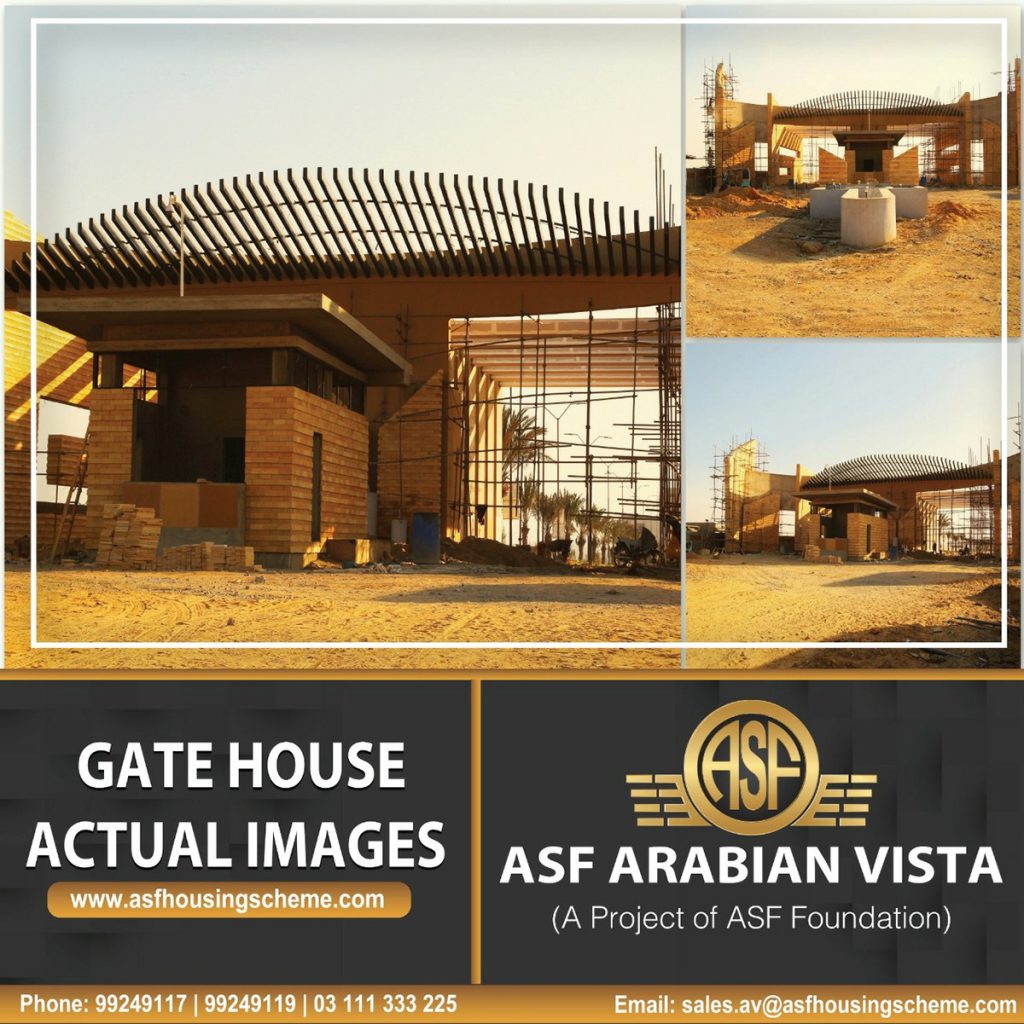 GATE HOUSE
ACTUAL IMAGES
www.asfhousingscheme.com
ASF
ASF ARABIAN VISTA
(A Project of ASF Foundation)
Phone: 99249117 | 99249119 | 03 111 333 225
Email: sales.av@asfhousingscheme.com